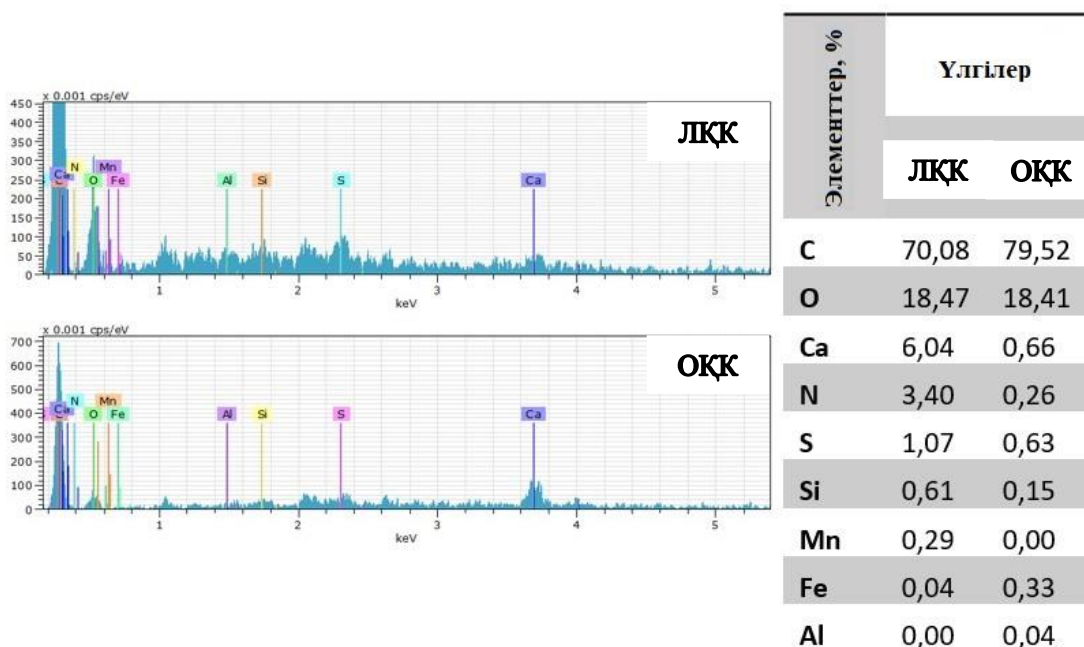 x 0.001 cps/eV
ЛҚК
450
400
350
300
250
200
150
100
50
0
N
Mn
Ca
O
Fe
Al
Si
S
Ca
1
2
3
4
5
keV
x 0.001 cps/eV
ОҚК
700
600
500
400
300
200
100
0
N
Mn
Ca
O
Fe
Al
Si
S
Ca
1
2
3
4
5
keV
Элементтер, %
Үлгілер
ЛҚК ОҚК
C 70,08 79,52
O 18,47 18,41
Ca 6,04 0,66
N 3,40 0,26
S 1,07 0,63
Si 0,61 0,15
Mn 0,29 0,00
Fe 0,04 0,33
Al 0,00 0,04